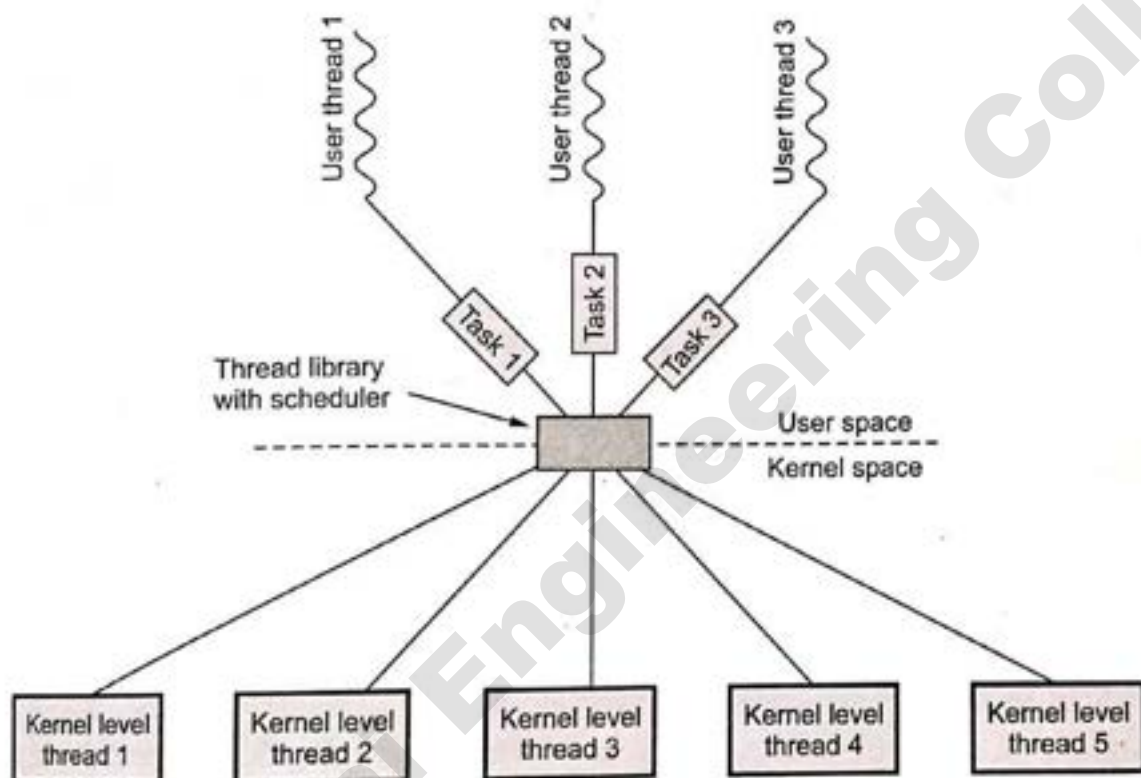 User thread 1
User thread 2
User thread 3
Task 1
Task 2
Task 3
Thread library
with scheduler
User space
Kernel space
Kernel level
thread 1
Kernel level
thread 2
Kernel level
thread 3
Kernel level
thread 4
Kernel level
thread 5
Engineering